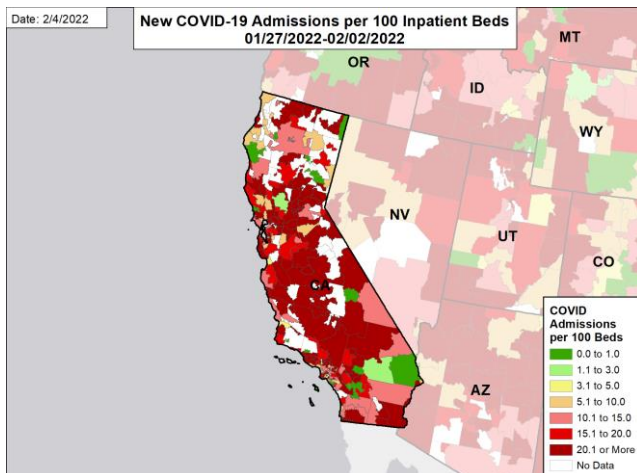 Date: 2/4/2022
New COVID-19 Admissions per 100 Inpatient Beds
01/27/2022-02/02/2022
MT
OR
ID
WY
NV
UT
CO
CA
AZ
COVID
Admissions
per 100 Beds
0.0 to 1.0
1.1 to 3.0
3.1 to 5.0
5.1 to 10.0
10.1 to 15.0
15.1 to 20.0
20.1 or More
No Data